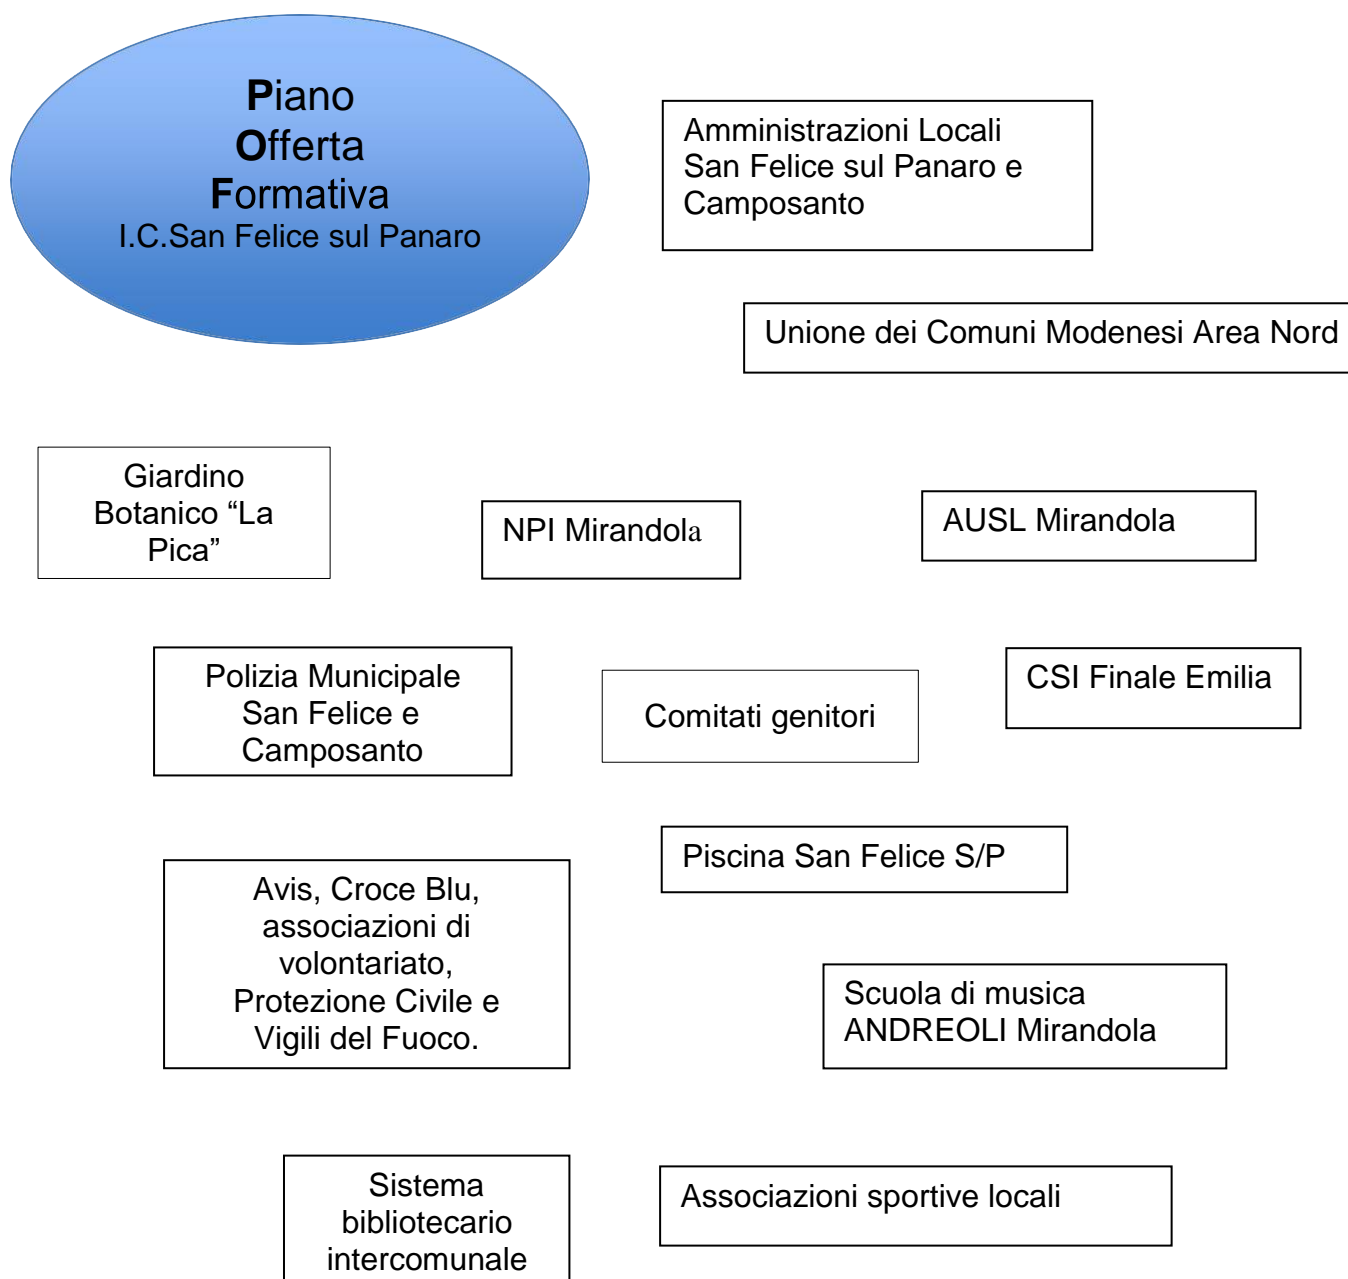 Piano
Offerta
Formativa
I.C.San Felice sul Panaro
Amministrazioni Locali
San Felice sul Panaro e
Camposanto
Unione dei Comuni Modenesi Area Nord
Giardino
Botanico “La
Pica”
NPI Mirandola
AUSL Mirandola
Polizia Municipale
San Felice e
Camposanto
Comitati genitori
CSI Finale Emilia
Piscina San Felice S/P
Avis, Croce Blu,
associazioni di
volontariato,
Protezione Civile e
Vigili del Fuoco.
Scuola di musica
ANDREOLI Mirandola
Sistema
bibliotecario
intercomunale
Associazioni sportive locali